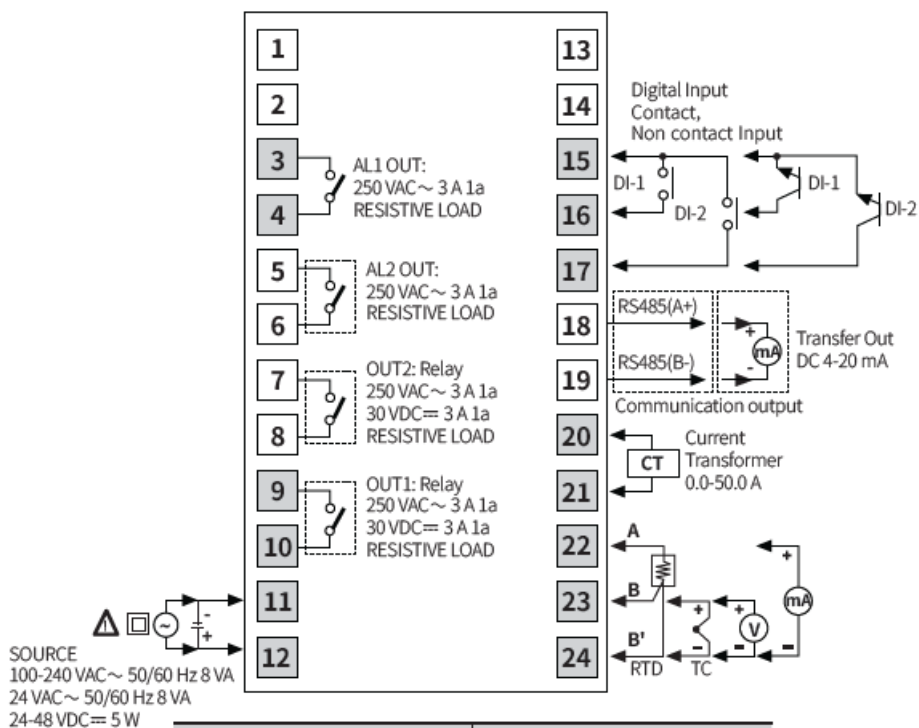 1
2
3
4
AL1 OUT:
250 VAC～ 3 A 1a
RESISTIVE LOAD
5
6
AL2 OUT:
250 VAC～ 3 A 1a
RESISTIVE LOAD
7
8
OUT2: Relay
250 VAC～ 3 A 1a
30 VDC⎓ 3 A 1a
RESISTIVE LOAD
9
10
OUT1: Relay
250 VAC～ 3 A 1a
30 VDC⎓ 3 A 1a
RESISTIVE LOAD
11
12
~
-
+
SOURCE
100-240 VAC～ 50/60 Hz 8 VA
24 VAC～ 50/60 Hz 8 VA
24-48 VDC⎓ 5 W
13
14
15
16
17
Digital Input
Contact,
Non contact Input
DI-1
DI-2
DI-1
DI-2
18
19
RS485(A+)
RS485(B-)
+
mA
-
Transfer Out
DC 4-20 mA
Communication output
20
21
CT
Current
Transformer
0.0-50.0 A
22
23
24
A
B
B'
RTD
+
-
TC
+
V
-
+
mA
-